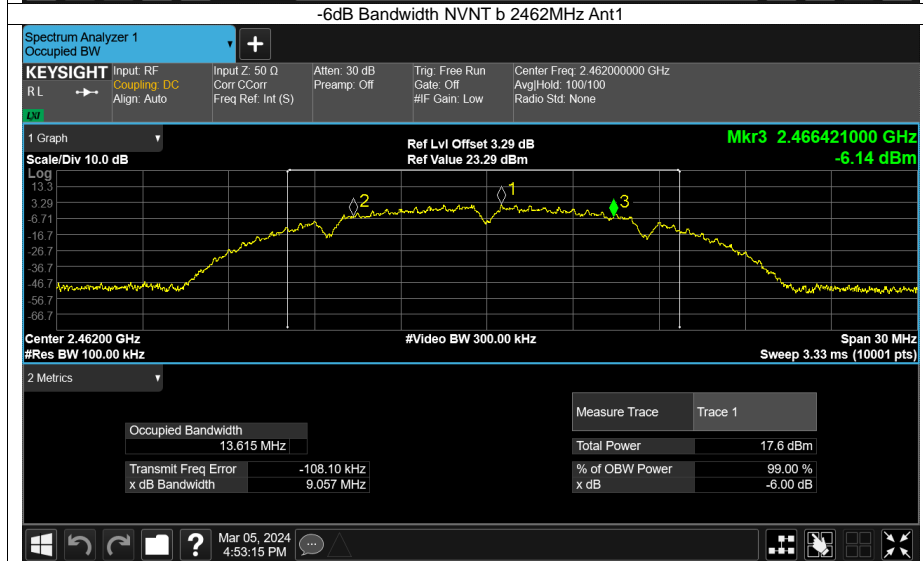 -6dB Bandwidth NVNT b 2462MHz Ant1
Spectrum Analyzer 1
Occupied BW
+
KEYSIGHT Input: RF Input Z: 50 Ω Atten: 30 dB Trig: Free Run Center Freq: 2.462000000 GHz
RL Coupling: DC Corr CCorr Preamp: Off Gate: Off Avg|Hold: 100/100
Align: Auto Freq Ref: Int (S) #IF Gain: Low Radio Std: None
LXI
1 Graph Ref Lvl Offset 3.29 dB Mkr3 2.466421000 GHz
Scale/Div 10.0 dB Ref Value 23.29 dBm -6.14 dBm
Log
13.3
3.29
-6.71
-16.7
-26.7
-36.7
-46.7
-56.7
-66.7
2
1
3
Center 2.46200 GHz #Video BW 300.00 kHz Span 30 MHz
#Res BW 100.00 kHz Sweep 3.33 ms (10001 pts)
2 Metrics
Measure Trace Trace 1
Occupied Bandwidth
13.615 MHz Total Power 17.6 dBm
Transmit Freq Error -108.10 kHz % of OBW Power 99.00 %
x dB Bandwidth 9.057 MHz x dB -6.00 dB
? Mar 05, 2024
4:53:15 PM